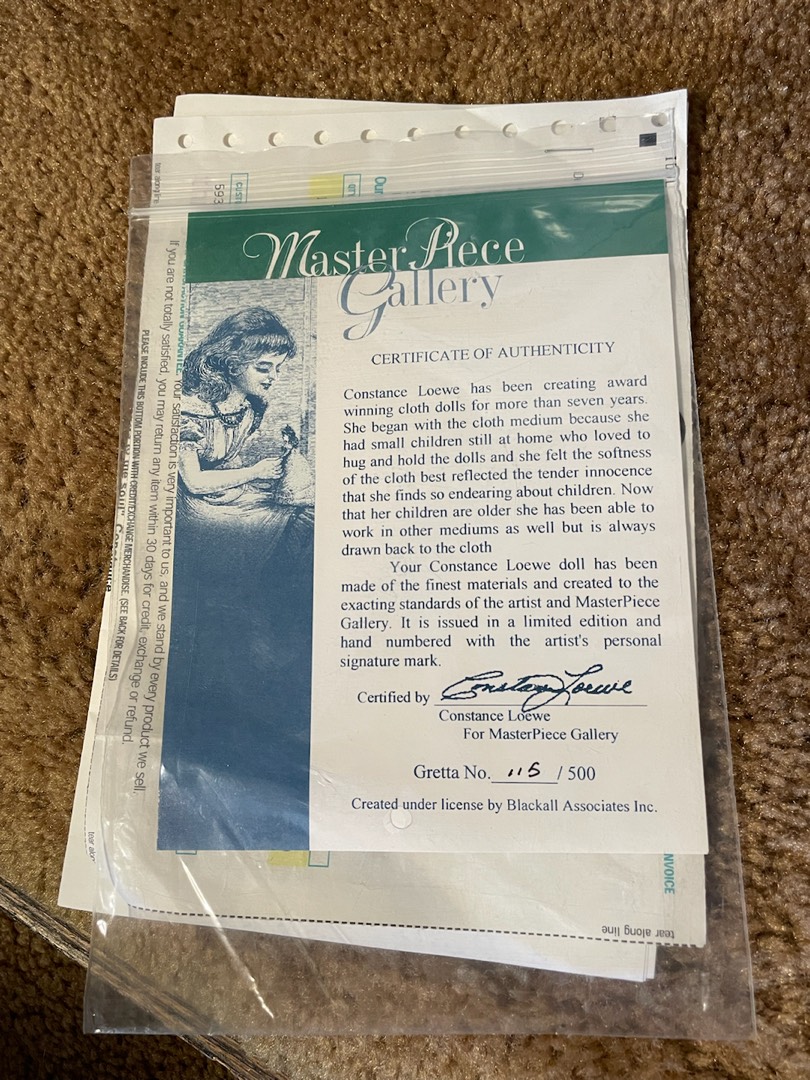 MasterPiece
Gallery
CERTIFICATE OF AUTHENTICITY
Constance Loewe has been creating award
winning cloth dolls for more than seven years.
She began with the cloth medium because she
had small children still at home who loved to
hug and hold the dolls and she felt the softness
of the cloth best reflected the tender innocence
that she finds so endearing about children. Now
that her children are older she has been able to
work in other mediums as well but is always
drawn back to the cloth
Your Constance Loewe doll has been
made of the finest materials and created to the
exacting standards of the artist and MasterPiece
Gallery. It is issued in a limited edition and
hand numbered with the artist's personal
signature mark.
Certified by Constance Loewe
Constance Loewe
For MasterPiece Gallery
Gretta No. 115 / 500
Created under license by Blackall Associates Inc.
Your satisfaction is very important to us, and we stand by every product we sell.
If you are not totally satisfied, you may return any item within 30 days for credit, exchange or refund.
PLEASE INCLUDE THIS BOTTOM PORTION WITH CREDIT/EXCHANGE MERCHANDISE. (SEE BACK FOR DETAILS)
593
Our
tear along line